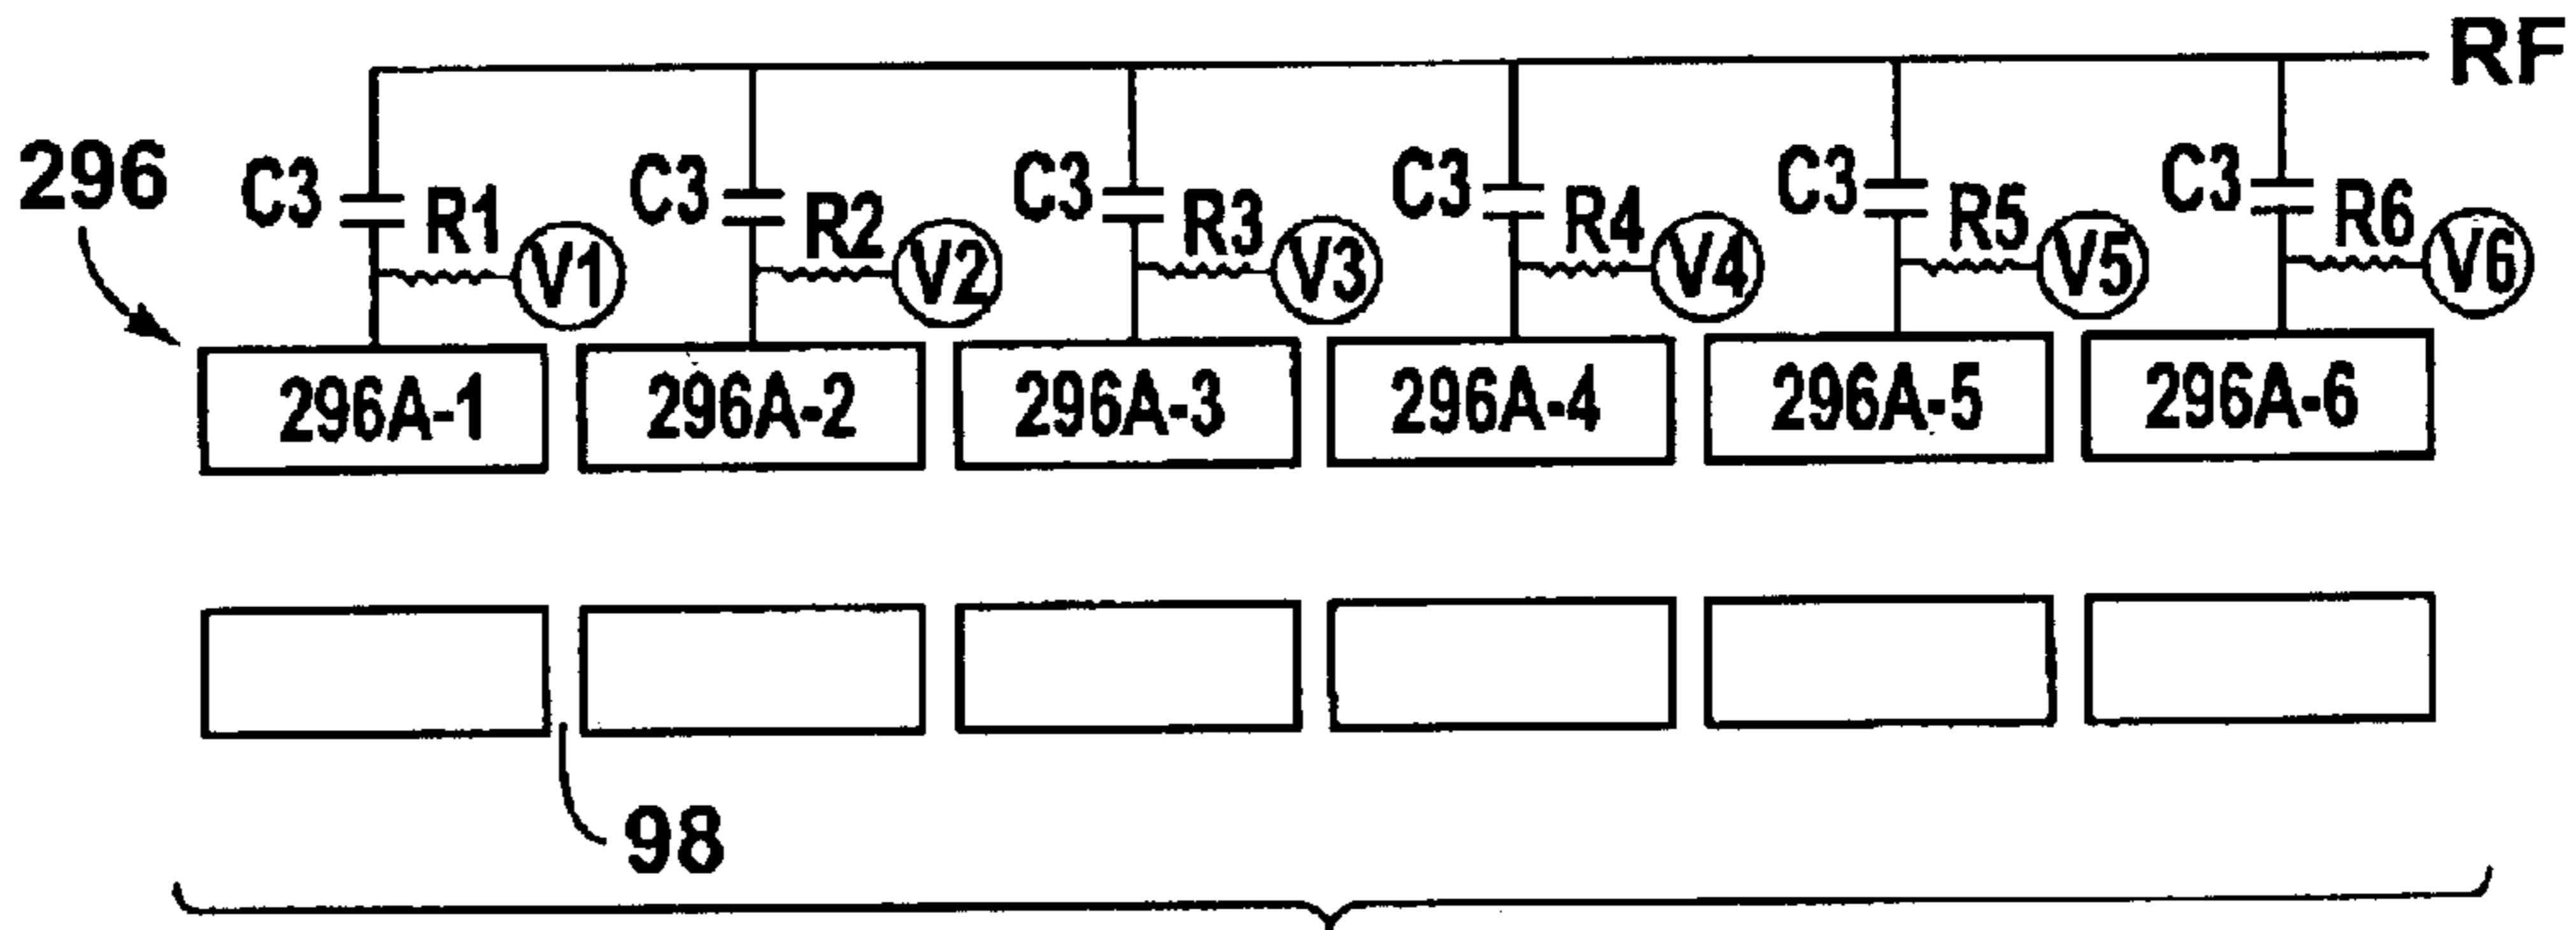 RF
296
C3 R1 V1 C3 R2 V2 C3 R3 V3 C3 R4 V4 C3 R5 V5 C3 R6 V6
296A-1 296A-2 296A-3 296A-4 296A-5 296A-6
98